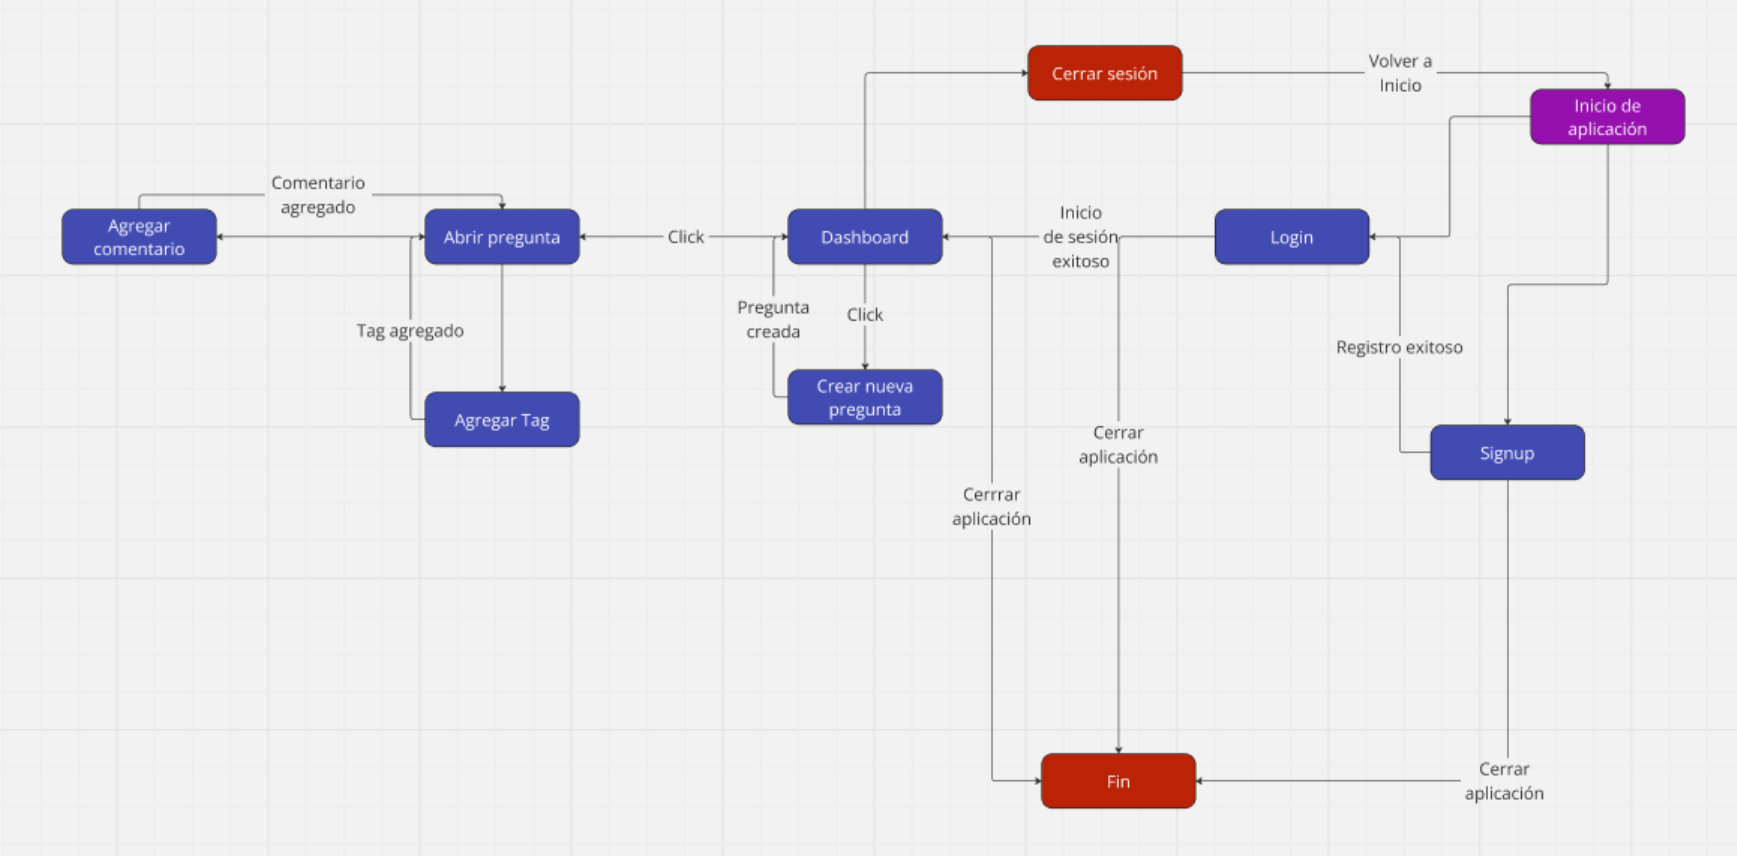 Cerrar sesión
Volver a
Inicio
Inicio de
aplicación
Comentario
agregado
Agregar
comentario
Abrir pregunta
Click
Dashboard
Inicio
de sesión
exitoso
Login
Pregunta
creada
Click
Tag agregado
Registro exitoso
Crear nueva
pregunta
Agregar Tag
Cerrar
aplicación
Signup
Cerrrar
aplicación
Fin
Cerrar
aplicación